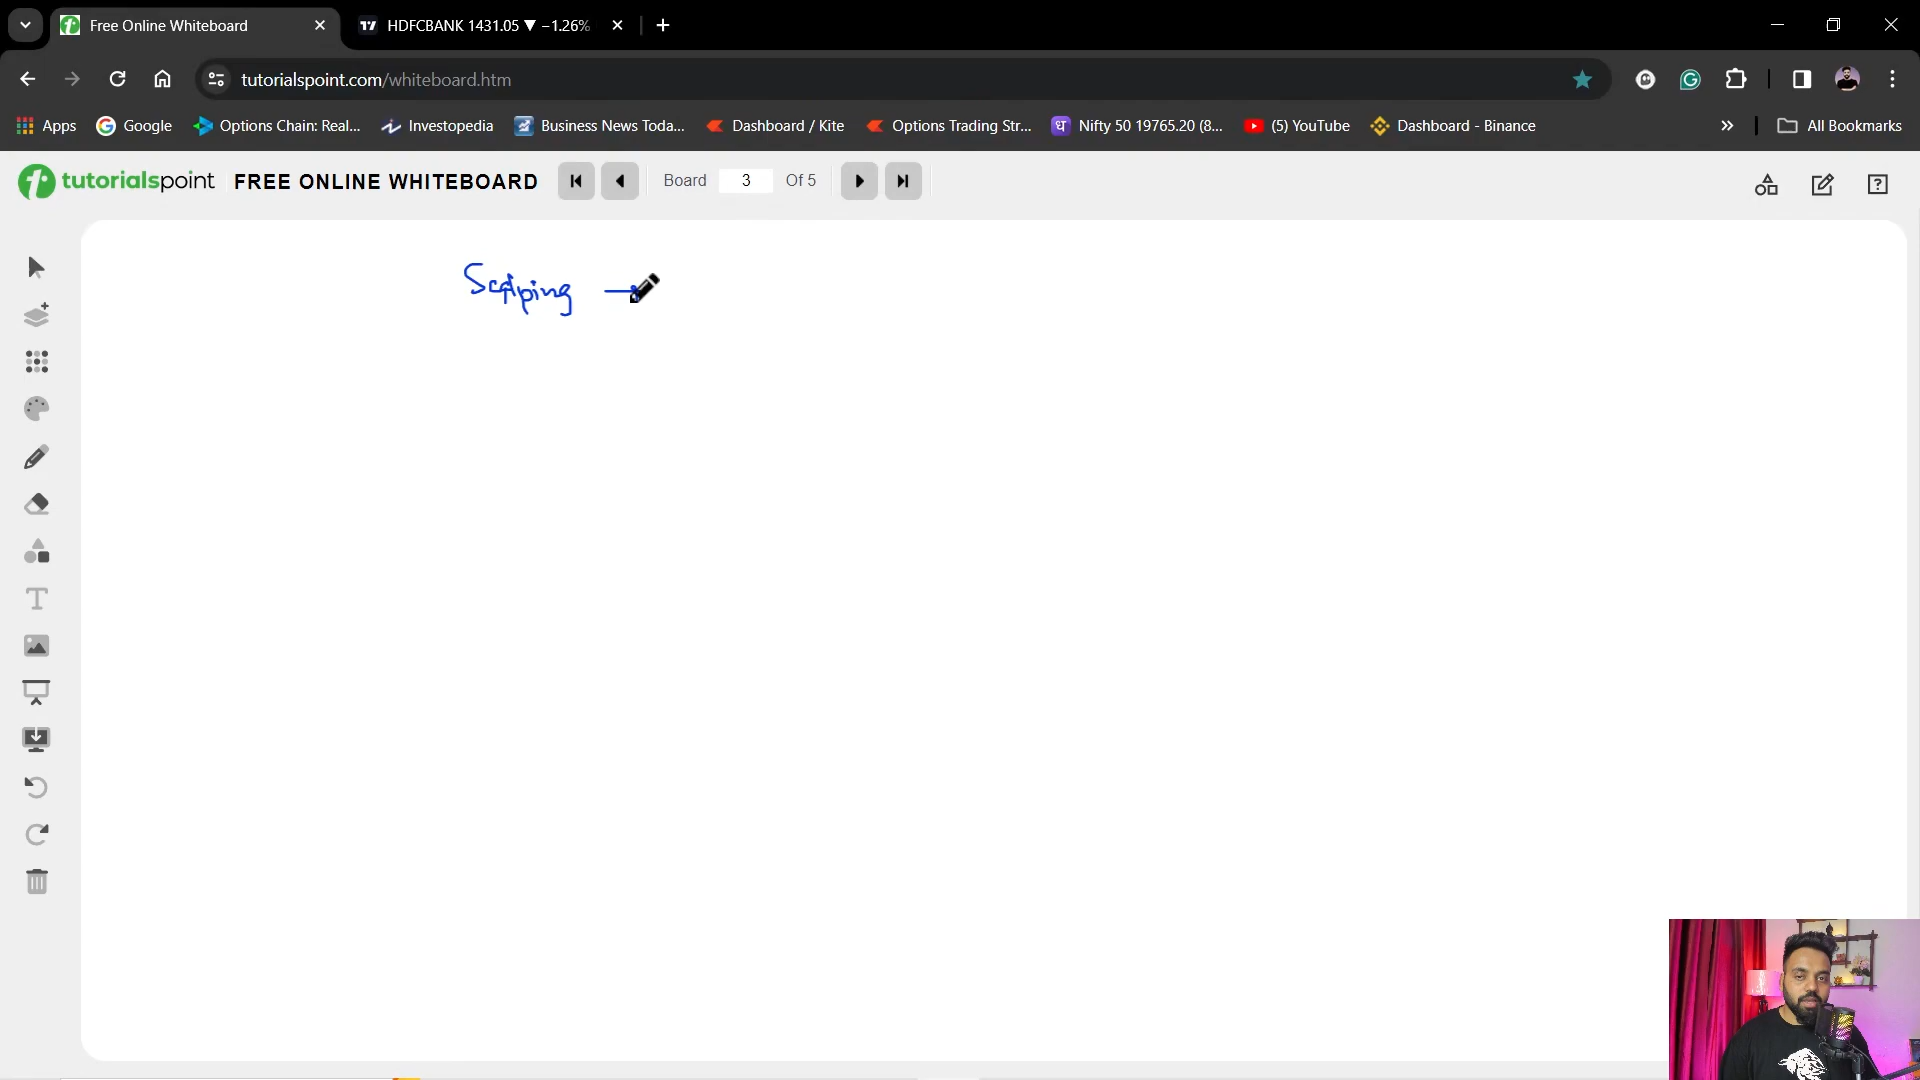 Free Online Whiteboard
HDFCBANK 1431.05 ▼ −1.26%
tutorialspoint.com/whiteboard.htm
Apps
Google
Options Chain: Real...
Investopedia
Business News Toda...
Dashboard / Kite
Options Trading Str...
Nifty 50 19765.20 (8...
(5) YouTube
Dashboard - Binance
All Bookmarks
tutorialspoint FREE ONLINE WHITEBOARD Board 3 Of 5
Scalping →